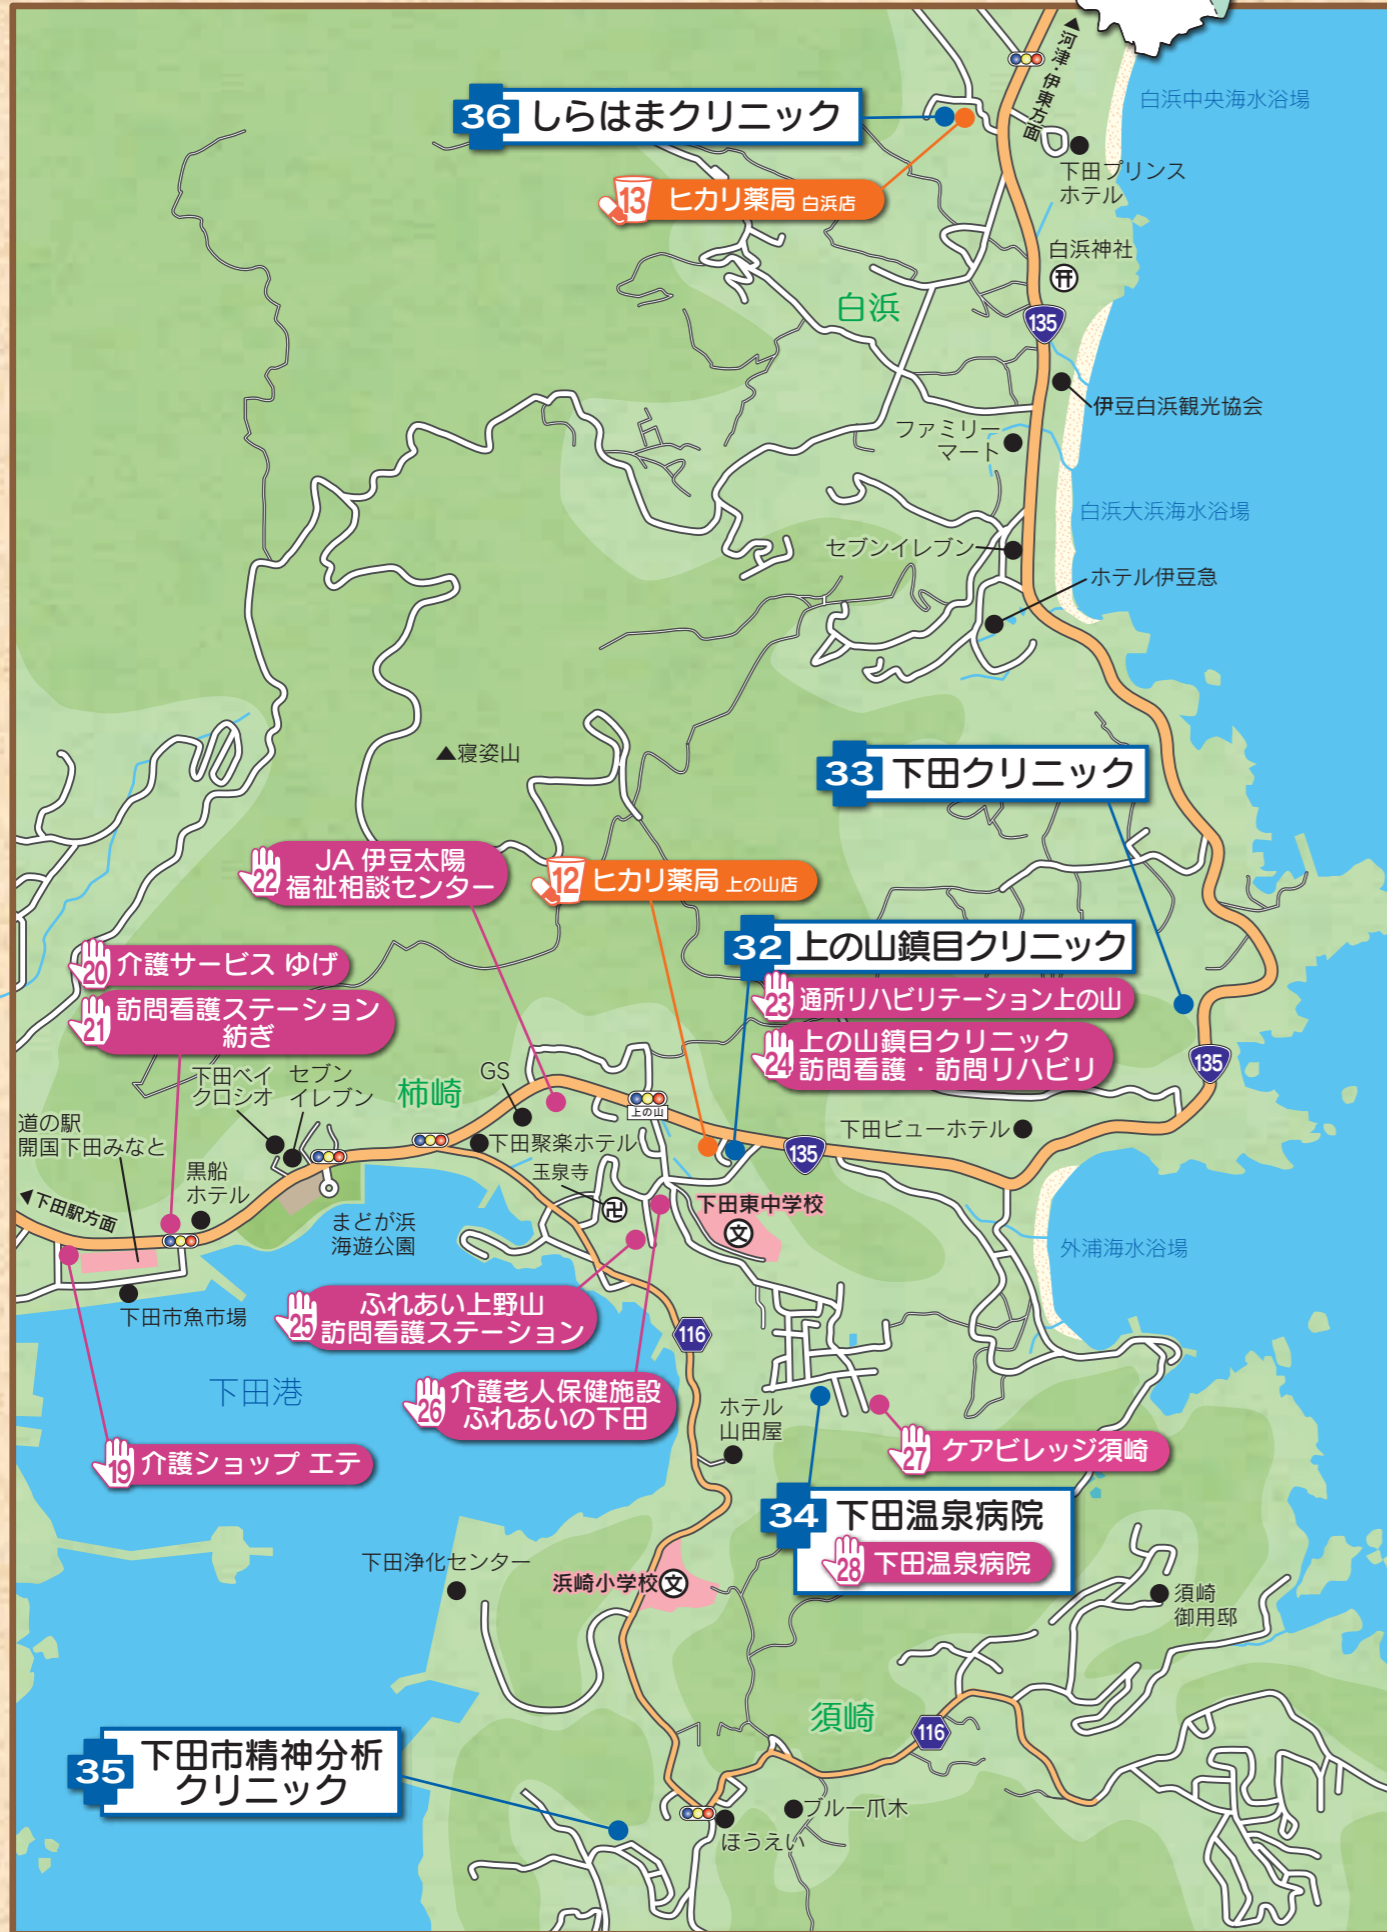 河津・伊東方面
白浜中央海水浴場
36 しらはまクリニック
下田プリンス
ホテル
13 ヒカリ薬局 白浜店
白浜神社
白浜
135
伊豆白浜観光協会
ファミリー
マート
白浜大浜海水浴場
セブンイレブン
ホテル伊豆急
▲寝姿山
33 下田クリニック
22 JA 伊豆太陽
福祉相談センター
12 ヒカリ薬局 上の山店
32 上の山鎮目クリニック
23 通所リハビリテーション上の山
24 上の山鎮目クリニック
訪問看護・訪問リハビリ
20 介護サービス ゆげ
21 訪問看護ステーション
紡ぎ
135
下田ベイ
クロシオ
セブン
イレブン
柿崎
GS
上の山
道の駅
開国下田みなと
下田聚楽ホテル
135
下田ビューホテル
黒船
ホテル
玉泉寺
卍
下田東中学校
文
下田駅方面
まどが浜
海遊公園
外浦海水浴場
下田市魚市場
25 ふれあい上野山
訪問看護ステーション
116
下田港
26 介護老人保健施設
ふれあいの下田
ホテル
山田屋
19 介護ショップ エテ
27 ケアビレッジ須崎
34 下田温泉病院
28 下田温泉病院
下田浄化センター
浜崎小学校
文
須崎
御用邸
須崎
116
35 下田市精神分析
クリニック
ブルー爪木
ほうえい